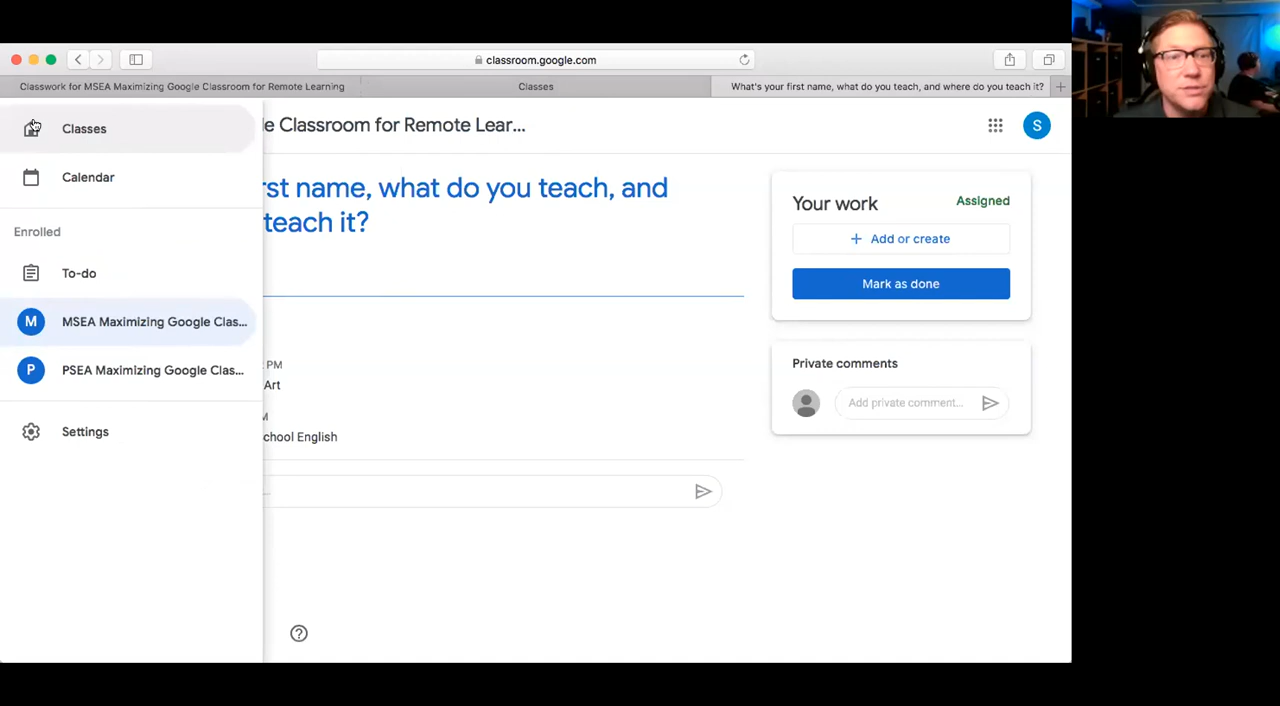 classroom.google.com
Classwork for MSEA Maximizing Google Classroom for Remote Learning
Classes
What's your first name, what do you teach, and where do you teach it?
Classes
Calendar
Enrolled
To-do
M
MSEA Maximizing Google Clas...
P
PSEA Maximizing Google Clas...
Settings
e Classroom for Remote Lear...
S
rst name, what do you teach, and
teach it?
PM
Art
M
chool English
Your work
Assigned
+ Add or create
Mark as done
Private comments
Add private comment...